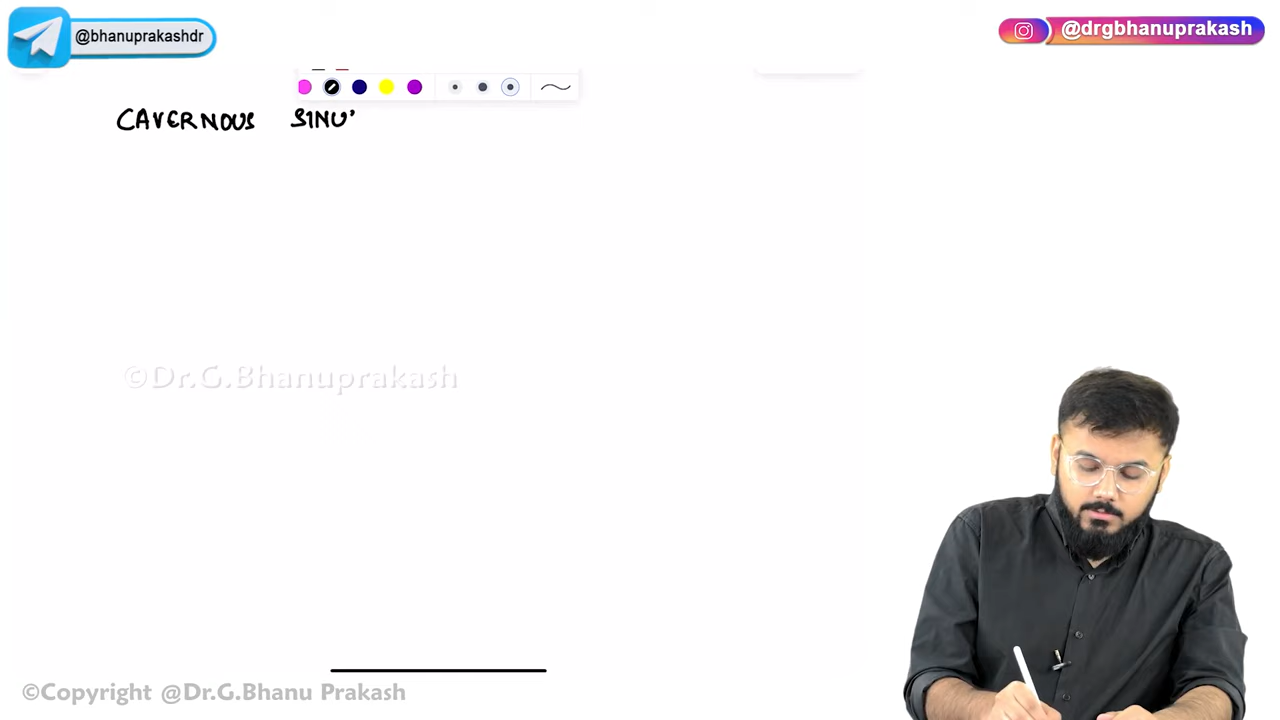 @bhanuprakashdr
@drgbhanuprakash
CAVERNOUS SINU'
©Dr.G.Bhanuprakash
©Copyright @Dr.G.Bhanu Prakash